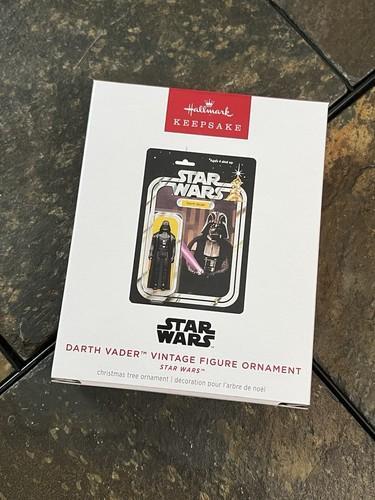 Hallmark
KEEPSAKE
STAR
WARS
STAR
WARS
DARTH VADER™ VINTAGE FIGURE ORNAMENT
STAR WARS™
christmas tree ornament | décoration pour l'arbre de noël